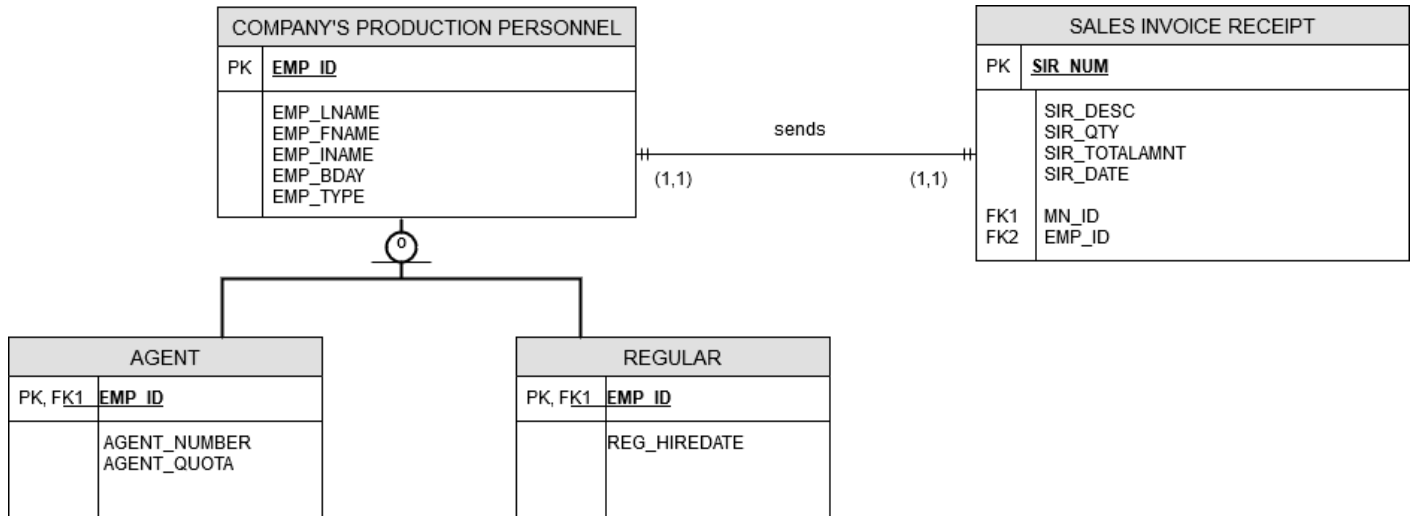 COMPANY'S PRODUCTION PERSONNEL
PK EMP_ID
EMP_LNAME
EMP_FNAME
EMP_INAME
EMP_BDAY
EMP_TYPE
sends
(1,1)
(1,1)
SALES INVOICE RECEIPT
PK SIR_NUM
SIR_DESC
SIR_QTY
SIR_TOTALAMNT
SIR_DATE
FK1 MN_ID
FK2 EMP_ID
o
AGENT
PK, FK1 EMP_ID
AGENT_NUMBER
AGENT_QUOTA
REGULAR
PK, FK1 EMP_ID
REG_HIREDATE